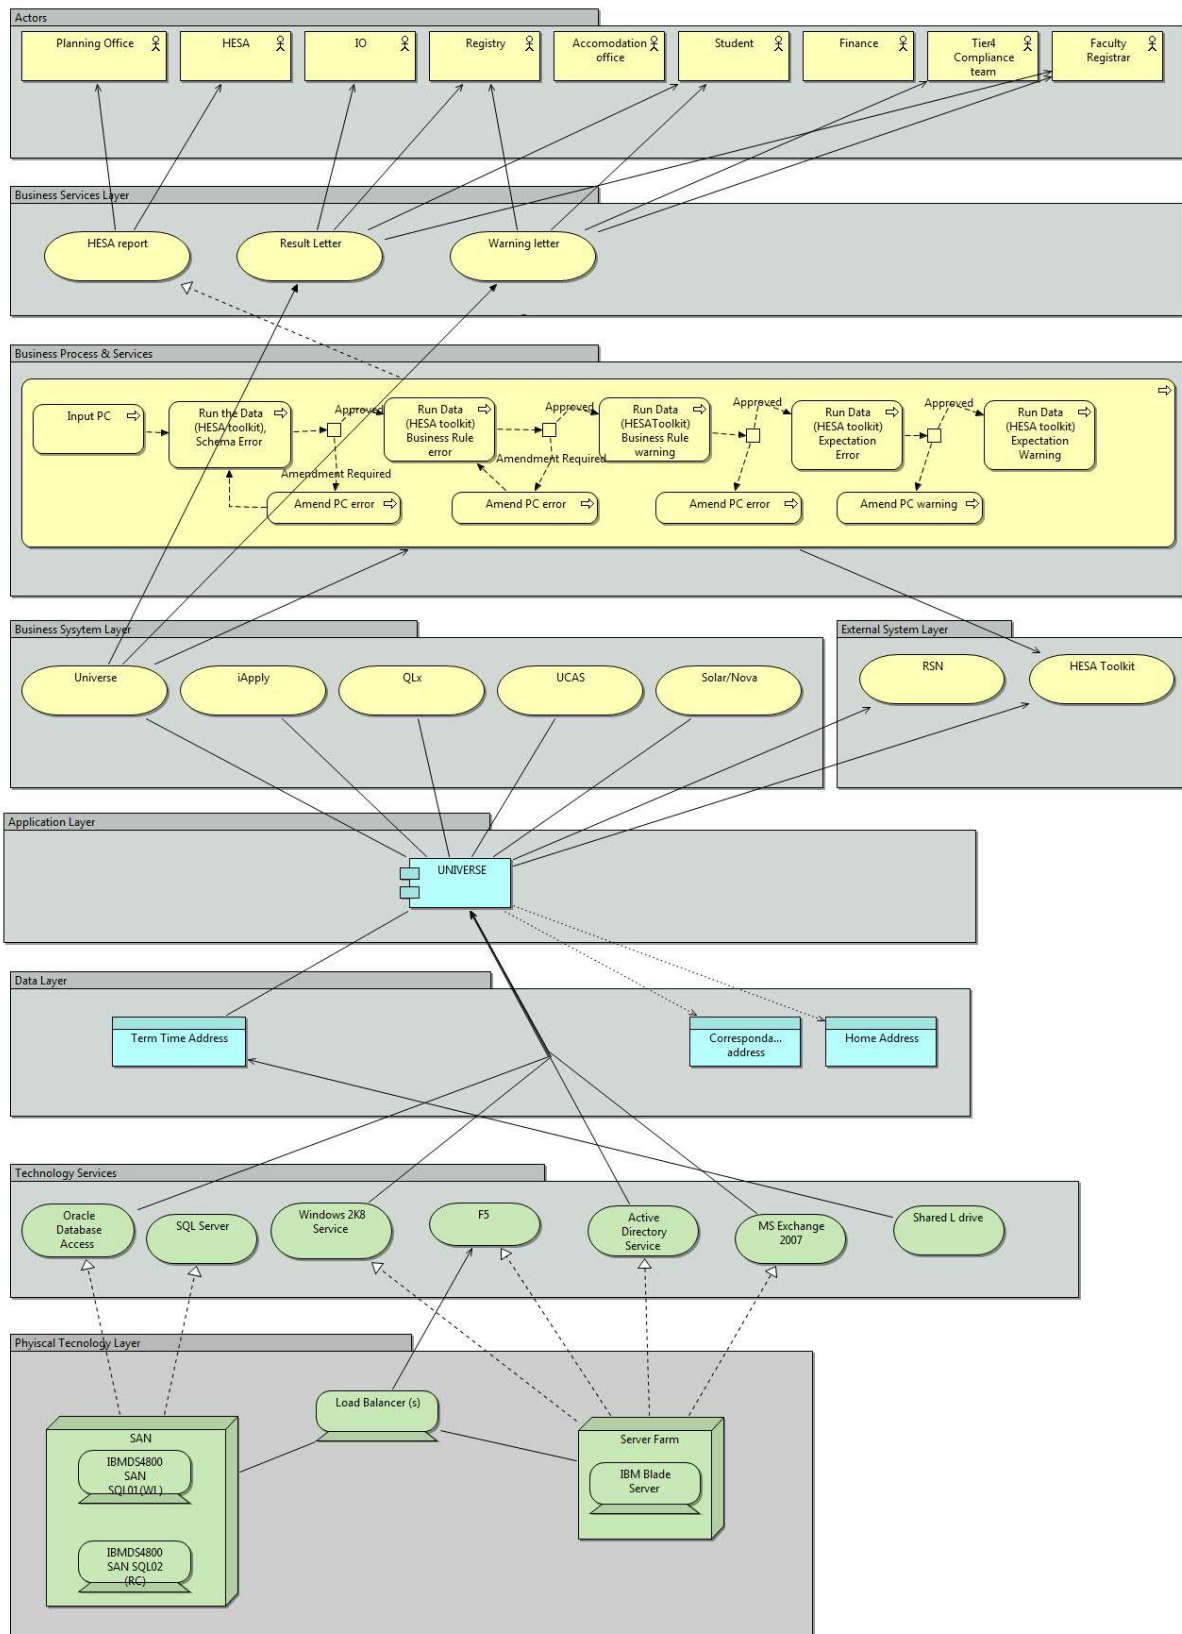 Actors
Planning Office
HESA
IO
Registry
Accomodation
office
Student
Finance
Tier4
Compliance
team
Faculty
Registrar
Business Services Layer
HESA report
Result Letter
Warning letter
Business Process & Services
Input PC
Run the Data
(HESA toolkit),
Schema Error
Approved
Run Data
(HESA toolkit)
Business Rule
error
Approved
Run Data
(HESAToolkit)
Business Rule
warning
Approved
Run Data
(HESA toolkit)
Expectation
Error
Approved
Run Data
(HESA toolkit)
Expectation
Warning
Amendment Required
Amendment Required
Amend PC error
Amend PC error
Amend PC error
Amend PC warning
Business Sysytem Layer
External System Layer
Universe
iApply
QLx
UCAS
Solar/Nova
RSN
HESA Toolkit
Application Layer
UNIVERSE
Data Layer
Term Time Address
Corresponda...
address
Home Address
Technology Services
Oracle
Database
Access
SQL Server
Windows 2K8
Service
F5
Active
Directory
Service
MS Exchange
2007
Shared L drive
Phyiscal Tecnology Layer
Load Balancer (s)
SAN
IBMDS4800
SAN
SQL01(WL)
IBMDS4800
SAN SQL02
(RC)
Server Farm
IBM Blade
Server